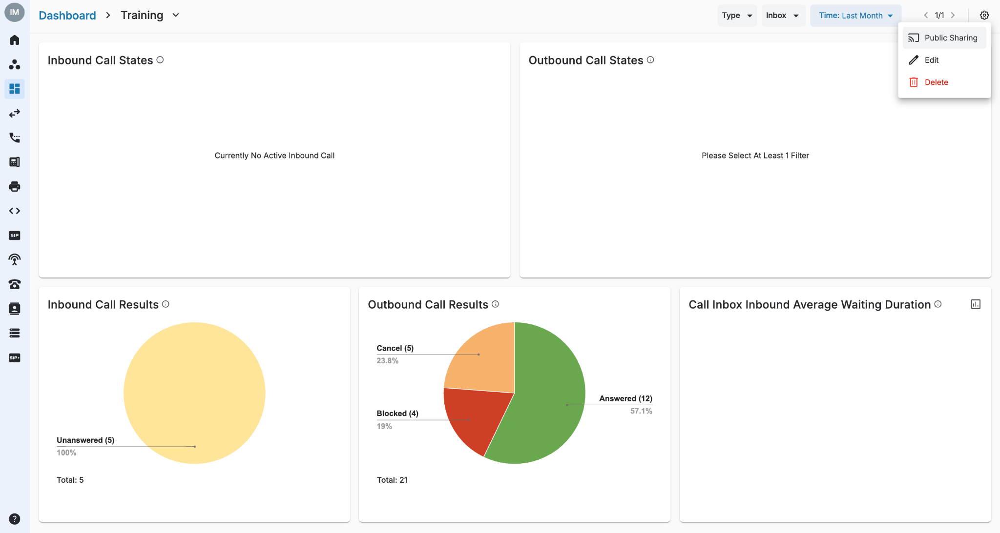 IM
Dashboard > Training
Type
Inbox
Time: Last Month
1/1
Public Sharing
Edit
Delete
Inbound Call States
Currently No Active Inbound Call
Outbound Call States
Please Select At Least 1 Filter
SIP
SIP+
Inbound Call Results
Unanswered (5)
100%
Total: 5
Outbound Call Results
Cancel (5)
23.8%
Blocked (4)
19%
Answered (12)
57.1%
Total: 21
Call Inbox Inbound Average Waiting Duration
?